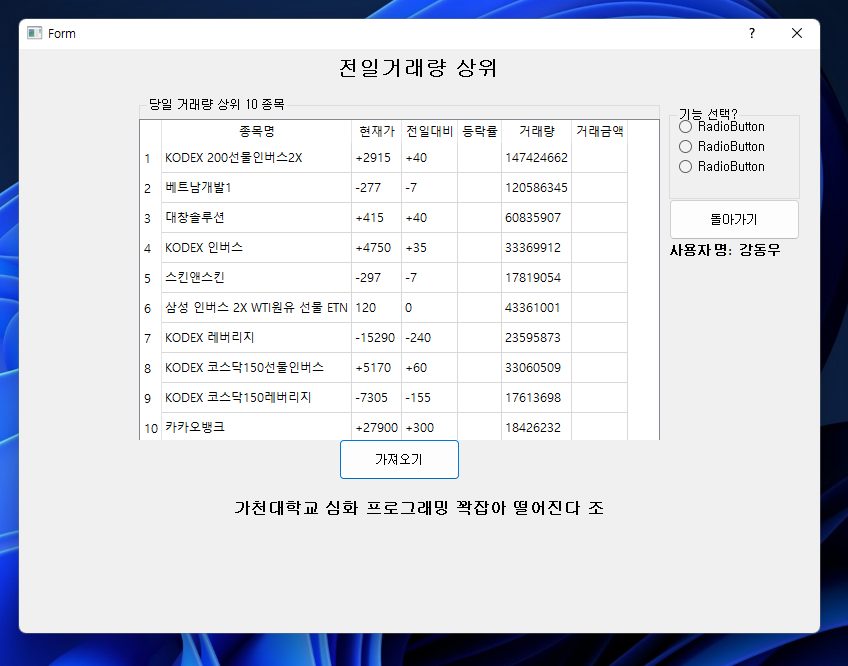 Form
전일거래량 상위
당일 거래량 상위 10 종목
종목명 현재가 전일대비 등락률 거래량 거래금액
1 KODEX 200선물인버스2X +2915 +40 147424662
2 베트남개발1 -277 -7 120586345
3 대창솔루션 +415 +40 60835907
4 KODEX 인버스 +4750 +35 33369912
5 스킨앤스킨 -297 -7 17819054
6 삼성 인버스 2X WTI원유 선물 ETN 120 0 43361001
7 KODEX 레버리지 -15290 -240 23595873
8 KODEX 코스닥150선물인버스 +5170 +60 33060509
9 KODEX 코스닥150레버리지 -7305 -155 17613698
10 카카오뱅크 +27900 +300 18426232
기능 선택?
RadioButton
RadioButton
RadioButton
돌아가기
사용자 명: 강동우
가져오기
가천대학교 심화 프로그래밍 꽉잡아 떨어진다 조